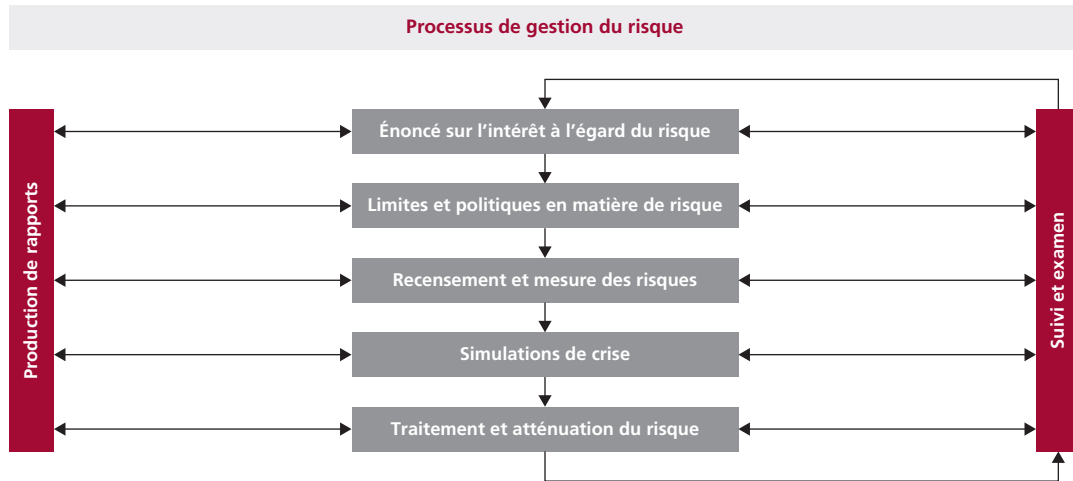 Processus de gestion du risque
Production de rapports
Énoncé sur l’intérêt à l’égard du risque
Limites et politiques en matière de risque
Recensement et mesure des risques
Simulations de crise
Traitement et atténuation du risque
Suivi et examen